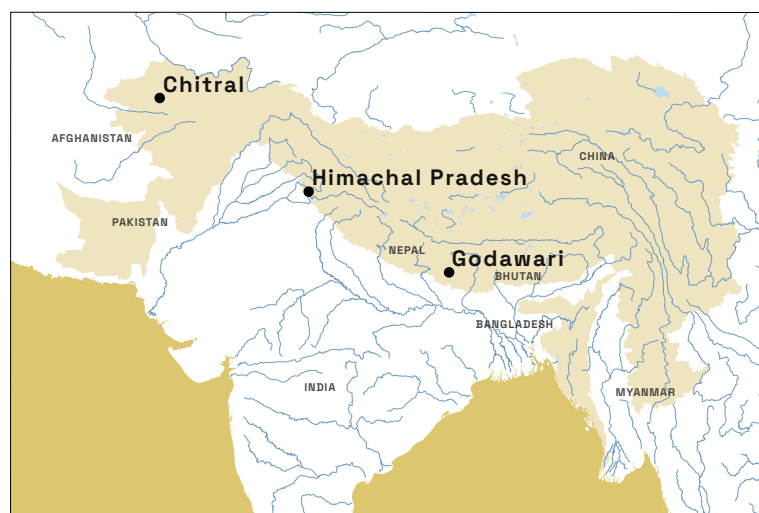 Chitral
AFGHANISTAN
CHINA
Himachal Pradesh
PAKISTAN
NEPAL
Godawari
BHUTAN
BANGLADESH
INDIA
MYANMAR